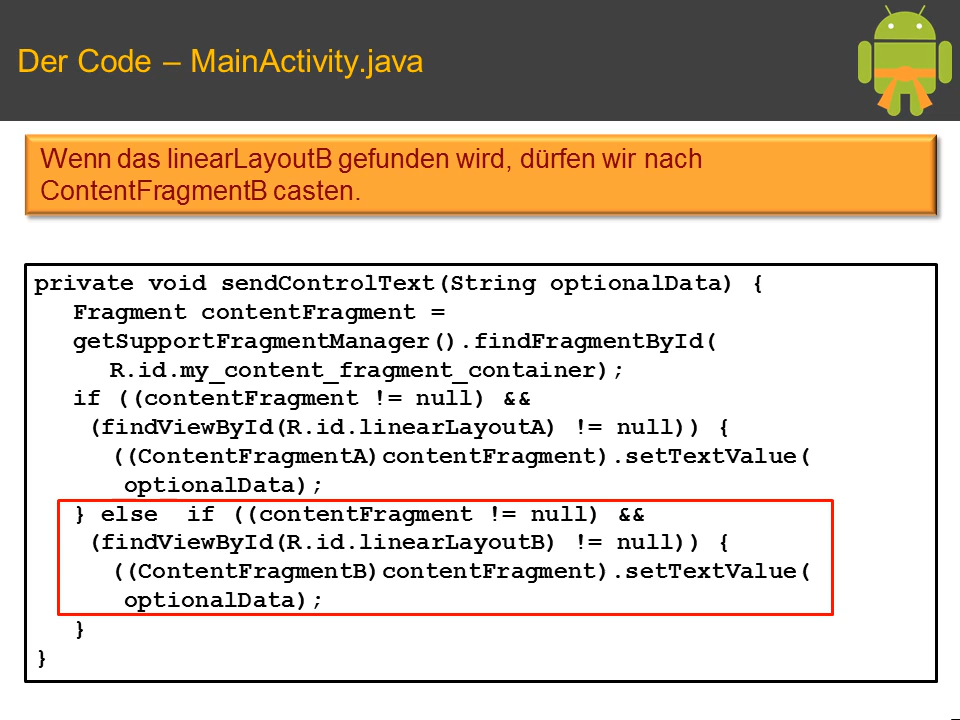 Der Code – MainActivity.java
Wenn das linearLayoutB gefunden wird, dürfen wir nach
ContentFragmentB casten.
private void sendControlText(String optionalData) {
Fragment contentFragment =
getSupportFragmentManager().findFragmentById(
R.id.my_content_fragment_container);
if ((contentFragment != null) &&
(findViewById(R.id.linearLayoutA) != null)) {
((ContentFragmentA)contentFragment).setTextValue(
optionalData);
} else  if ((contentFragment != null) &&
(findViewById(R.id.linearLayoutB) != null)) {
((ContentFragmentB)contentFragment).setTextValue(
optionalData);
}
}